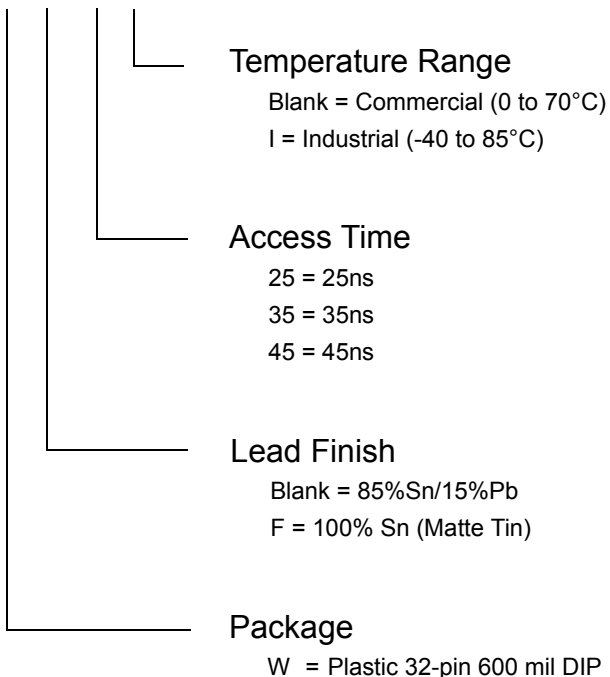 Temperature Range
Blank = Commercial (0 to 70°C)
I = Industrial (-40 to 85°C)
Access Time
25 = 25ns
35 = 35ns
45 = 45ns
Lead Finish
Blank = 85%Sn/15%Pb
F = 100% Sn (Matte Tin)
Package
W = Plastic 32-pin 600 mil DIP